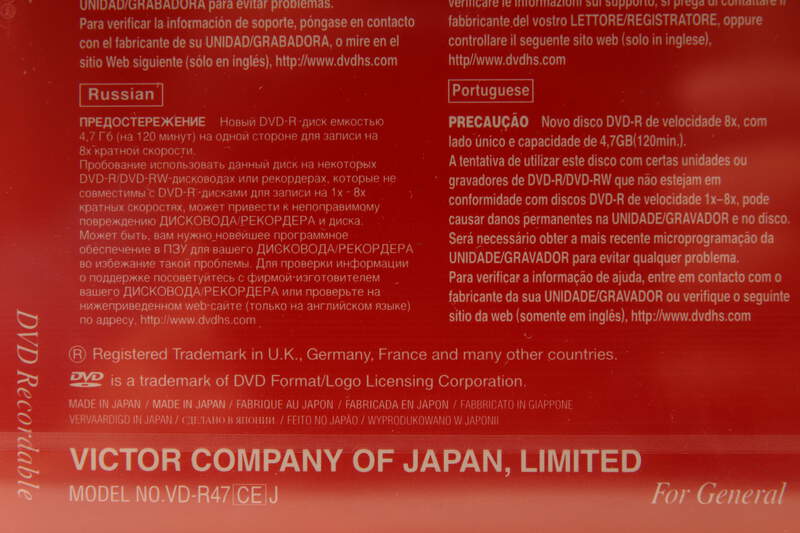 UNIDAD/GRABADORA para evitar problemas.
Para verificar la información de soporte, póngase en contacto
con el fabricante de su UNIDAD/GRABADORA, o mire en el
sitio Web siguiente (sólo en inglés), http//www.dvdhs.com
verificare le informazioni sul supporto, si prega di contattare il
fabbricante del vostro LETTORE/REGISTRATORE, oppure
controllare il seguente sito web (solo in inglese),
http//www.dvdhs.com
Russian
ПРЕДОСТЕРЕЖЕНИЕ Новый DVD-R-диск емкостью
4,7 Гб (на 120 минут) на одной стороне для записи на
8x кратной скорости.
Пробование использовать данный диск на некоторых
DVD-R/DVD-RW-дисководах или рекордерах, которые не
совместимы с DVD-R-дисками для записи на 1x - 8x
кратных скоростях, может привести к непоправимому
повреждению ДИСКОВОДА/РЕКОРДЕРА и диска.
Может быть, вам нужно новейшее программное
обеспечение в ПЗУ для вашего ДИСКОВОДА/РЕКОРДЕРА
во избежание такой проблемы. Для проверки информации
о поддержке посоветуйтесь с фирмой-изготовителем
вашего ДИСКОВОДА/РЕКОРДЕРА или проверьте на
нижеприведенном web-сайте (только на английском языке)
по адресу, http://www.dvdhs.com
Portuguese
PRECAUÇÃO Novo disco DVD-R de velocidade 8x, com
lado único e capacidade de 4,7GB(120min.).
A tentativa de utilizar este disco com certas unidades ou
gravadores de DVD-R/DVD-RW que não estejam em
conformidade com discos DVD-R de velocidade 1x–8x, pode
causar danos permanentes na UNIDADE/GRAVADOR e no disco.
Será necessário obter a mais recente microprogramação da
UNIDADE/GRAVADOR para evitar qualquer problema.
Para verificar a informação de ajuda, entre em contacto com o
fabricante da sua UNIDADE/GRAVADOR ou verifique o seguinte
sitio da web (somente em inglês), http//www.dvdhs.com
® Registered Trademark in U.K., Germany, France and many other countries.
DVD is a trademark of DVD Format/Logo Licensing Corporation.
MADE IN JAPAN / MADE IN JAPAN / FABRIQUE AU JAPON / FABRICADA EN JAPON / FABBRICATO IN GIAPPONE
VERVAARDIGD IN JAPAN / СДЕЛАНО В ЯПОНИИ / FEITO NO JAPÃO / WYPRODUKOWANO W JAPONII
VICTOR COMPANY OF JAPAN, LIMITED
MODEL NO.VD-R47 CE J
For General
DVD Recordable